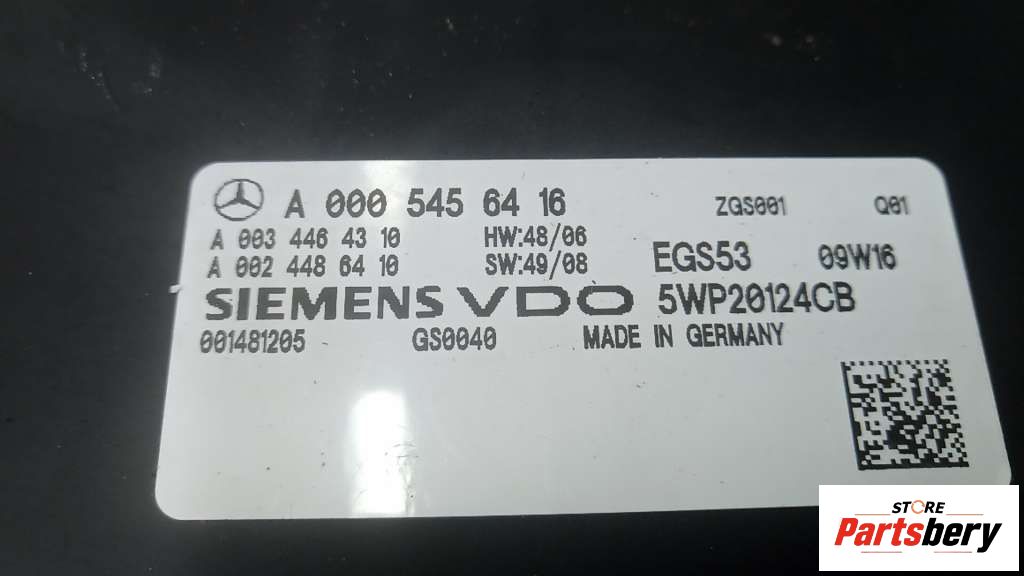 A 000 545 64 16 ZGS001 Q01
A 003 446 43 10 HW:48/06
A 002 448 64 10 SW:49/08 EGS53 09W16
SIEMENS VDO 5WP20124CB
001481205 GS0040 MADE IN GERMANY
STORE
Partsbery